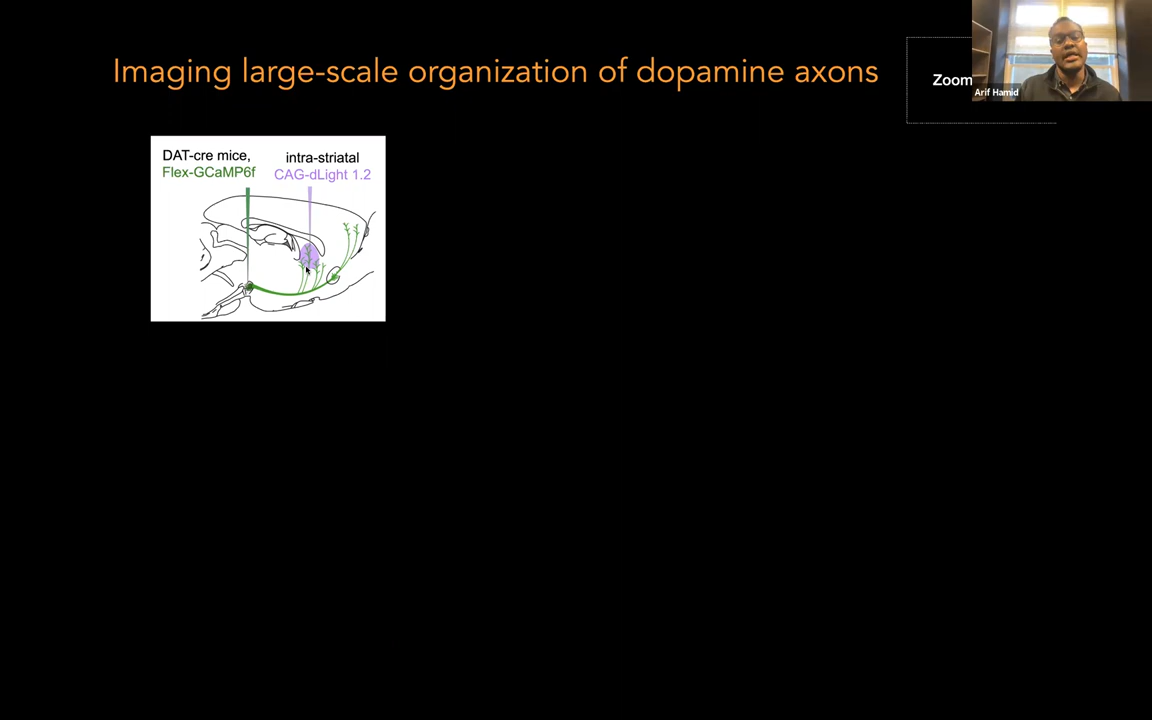 Imaging large-scale organization of dopamine axons
Zoom
Arif Hamid
DAT-cre mice,
Flex-GCaMP6f
intra-striatal
CAG-dLight 1.2